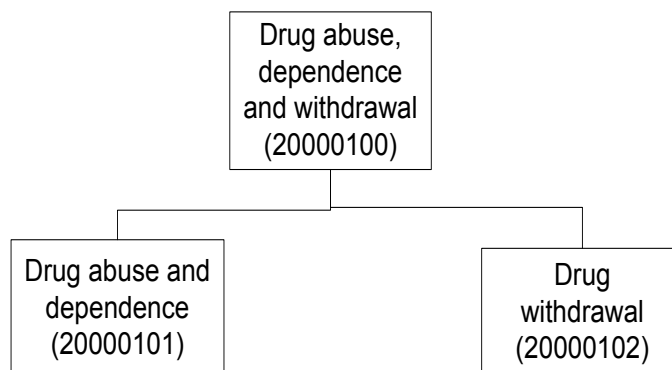 Drug abuse,
dependence
and withdrawal
(20000100)
Drug abuse and
dependence
(20000101)
Drug
withdrawal
(20000102)